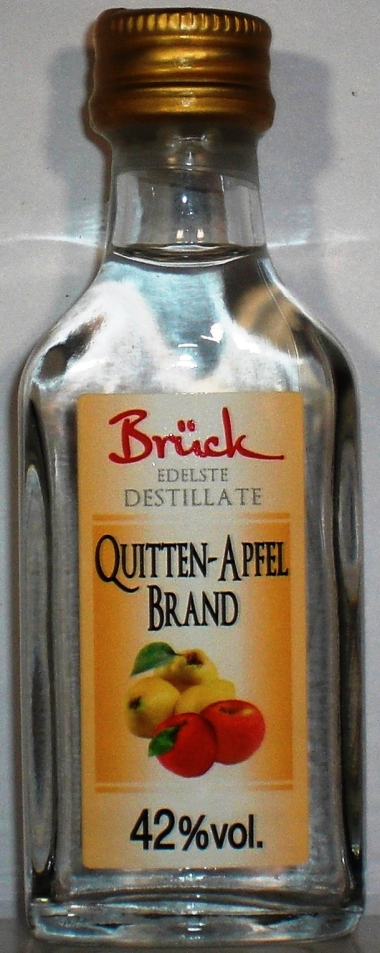 Brück
EDELSTE
DESTILLATE
QUITTEN-APFEL
BRAND
42%vol.